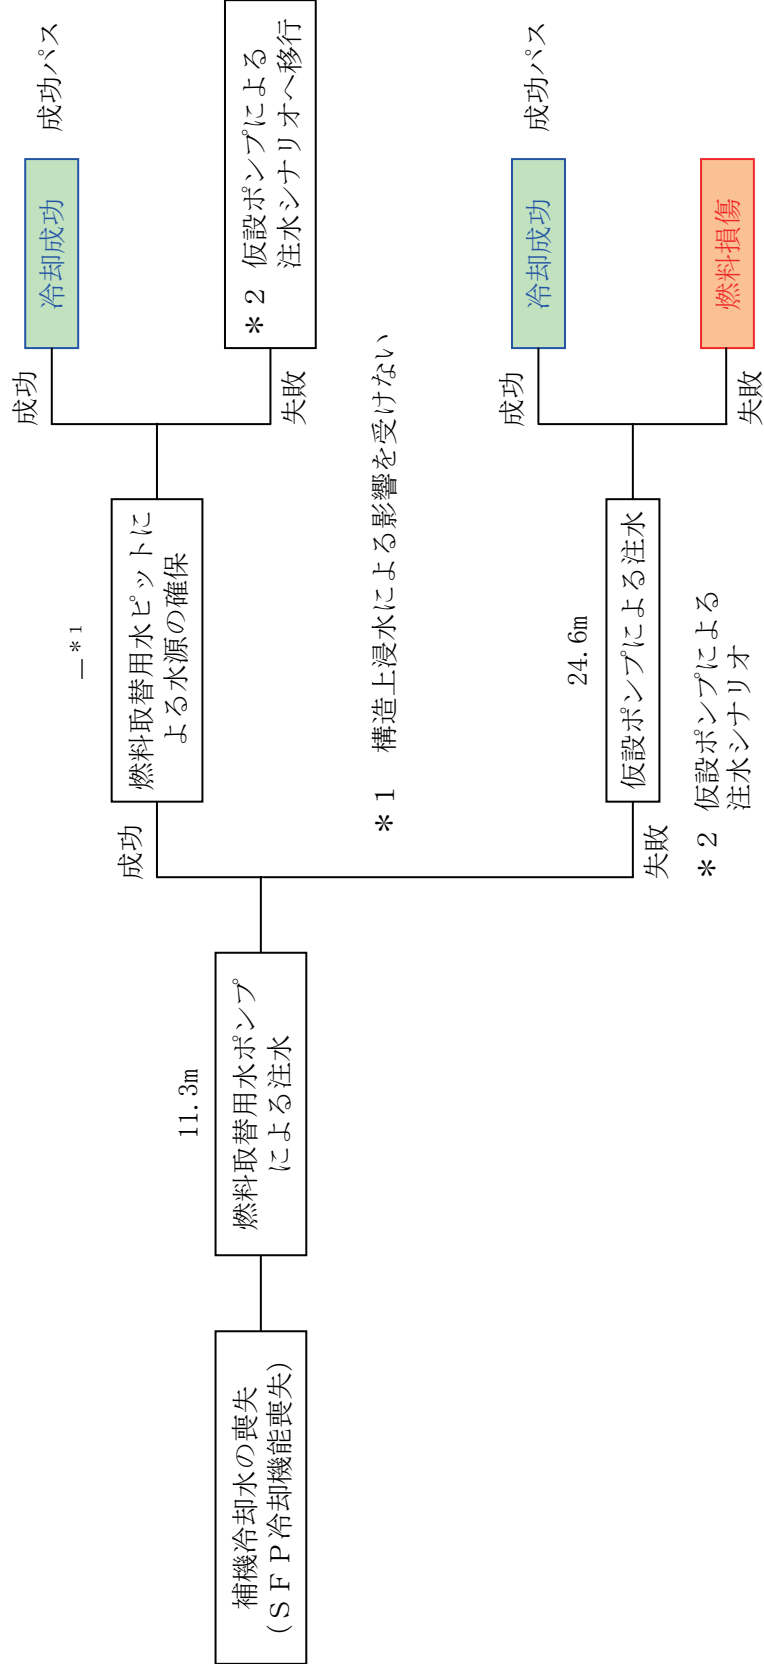 補機冷却水の喪失
(ＳＦＰ冷却機能喪失)
11.3m
燃料取替用水ポンプ
による注水
成功
－*1
燃料取替用水ピットに
よる水源の確保
成功
冷却成功
成功パス
失敗
＊２ 仮設ポンプによる
注水シナリオへ移行
＊１ 構造上浸水による影響を受けない
失敗
24.6m
仮設ポンプによる注水
＊２ 仮設ポンプによる
注水シナリオ
成功
冷却成功
成功パス
失敗
燃料損傷